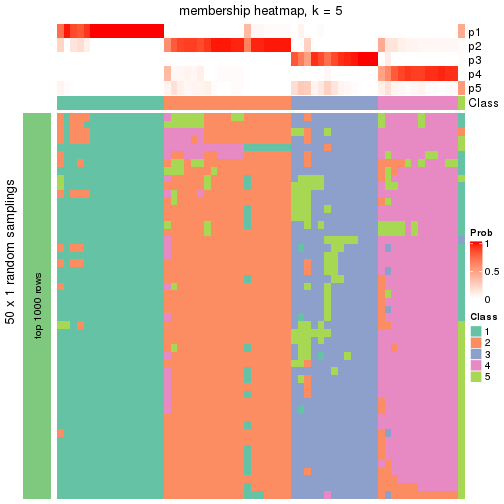 membership heatmap, k = 5
p1
p2
p3
p4
p5
Class
50 x 1 random samplings
top 1000 rows
Prob
1
0.5
0
Class
1
2
3
4
5